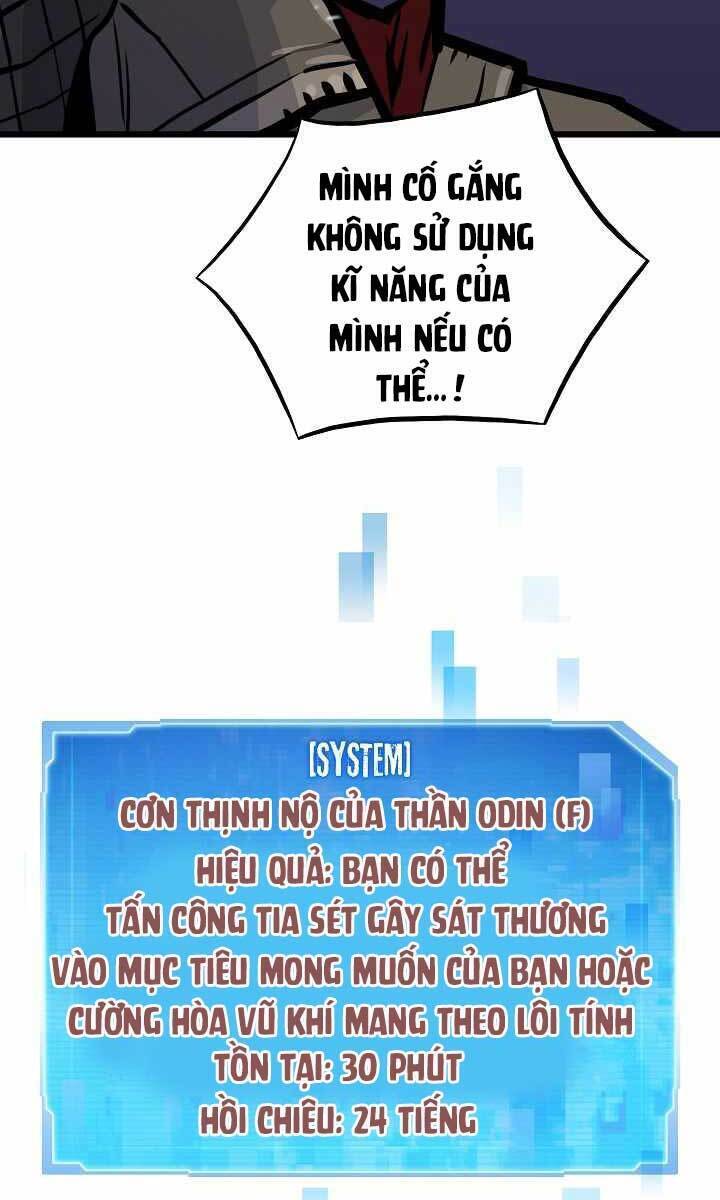 MÌNH CỐ GẮNG
KHÔNG SỬ DỤNG
KĨ NĂNG CỦA
MÌNH NẾU CÓ
THỂ...!
[SYSTEM]
CƠN THỊNH NỘ CỦA THẦN ODIN (F)
HIỆU QUẢ: BẠN CÓ THỂ
TẤN CÔNG TIA SÉT GÂY SÁT THƯƠNG
VÀO MỤC TIÊU MONG MUỐN CỦA BẠN HOẶC
CƯỜNG HÒA VŨ KHÍ MANG THEO LÔI TÍNH
TỒN TẠI: 30 PHÚT
HỒI CHIÊU: 24 TIẾNG